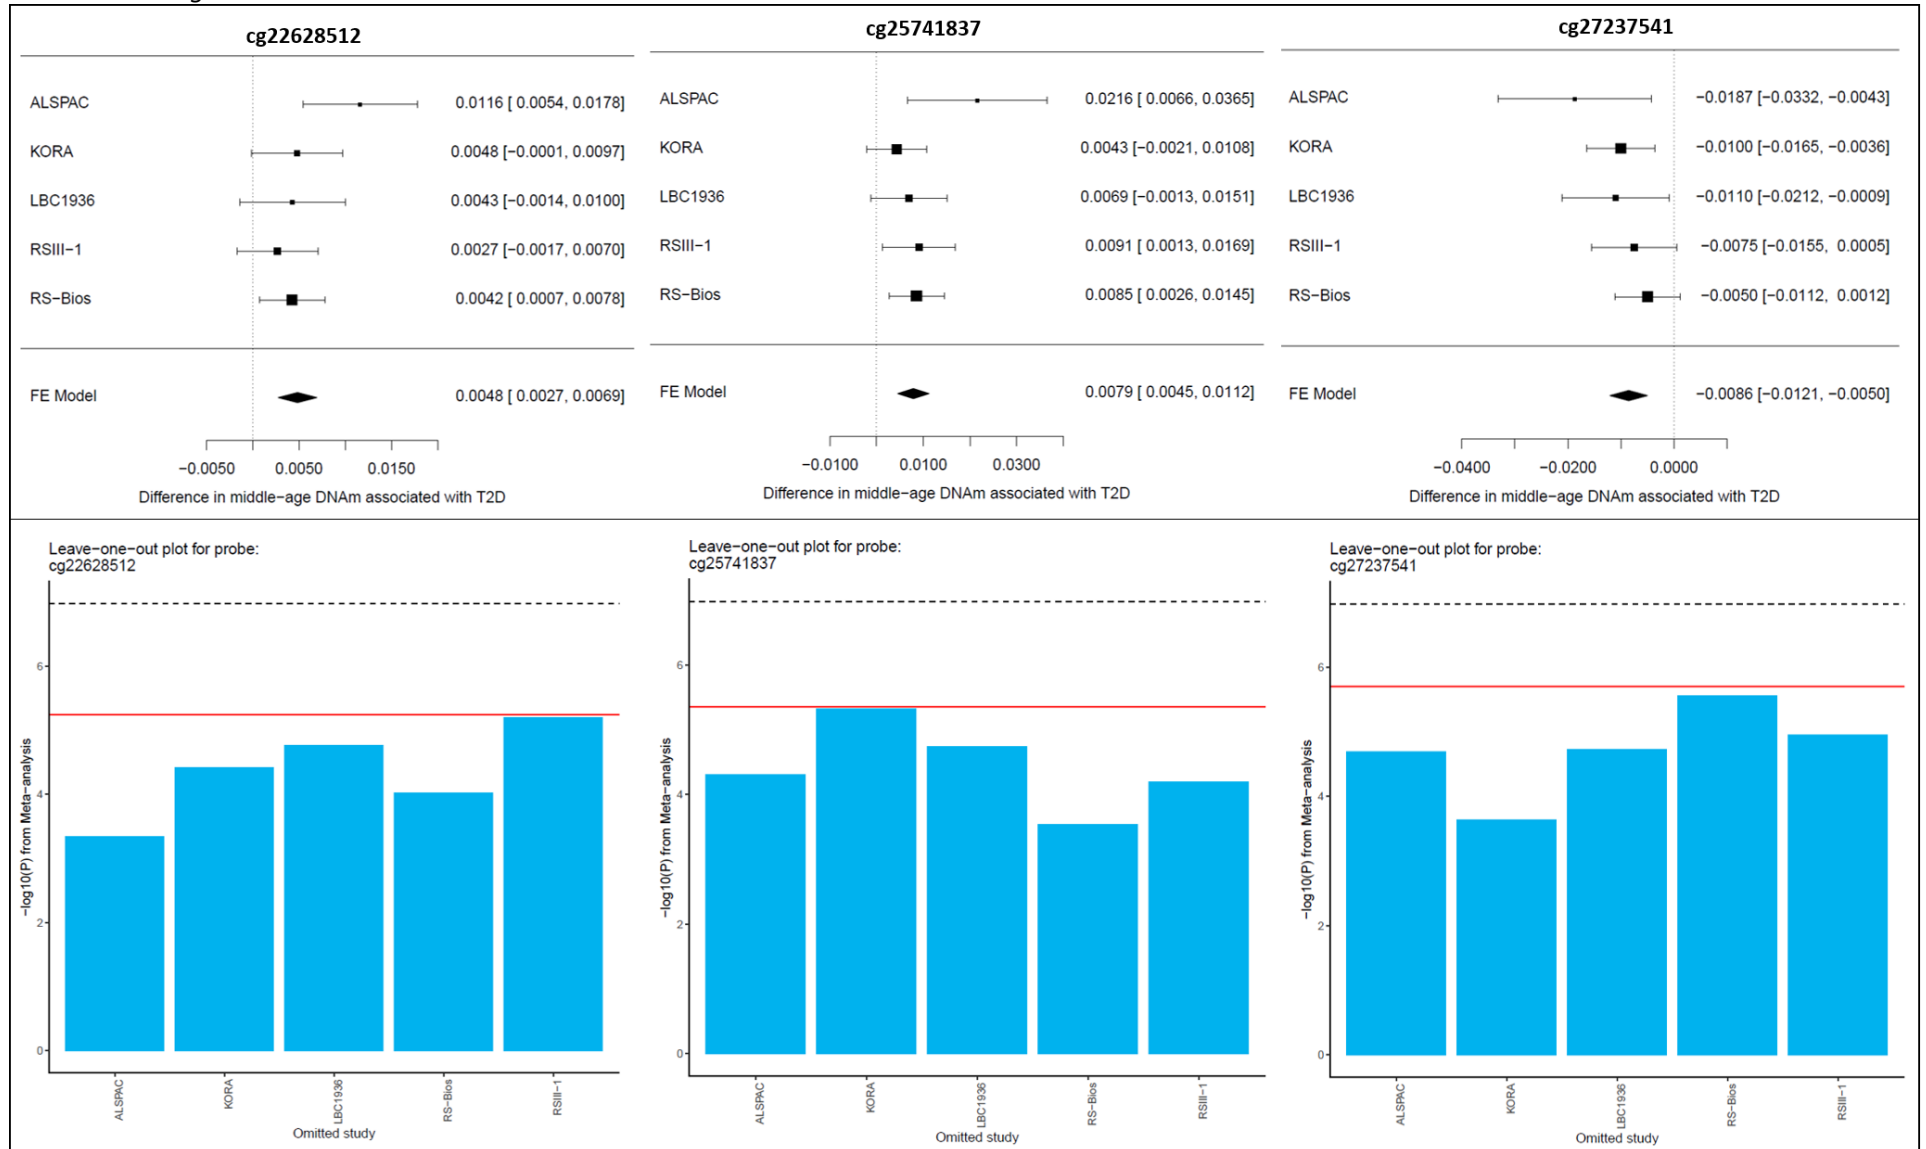 cg22628512
ALSPAC 0.0116 [ 0.0054, 0.0178]
KORA 0.0048 [−0.0001, 0.0097]
LBC1936 0.0043 [−0.0014, 0.0100]
RSIII−1 0.0027 [−0.0017, 0.0070]
RS−Bios 0.0042 [ 0.0007, 0.0078]
FE Model 0.0048 [ 0.0027, 0.0069]
−0.0050 0.0050 0.0150
Difference in middle−age DNAm associated with T2D
cg25741837
ALSPAC 0.0216 [ 0.0066, 0.0365]
KORA 0.0043 [−0.0021, 0.0108]
LBC1936 0.0069 [−0.0013, 0.0151]
RSIII−1 0.0091 [ 0.0013, 0.0169]
RS−Bios 0.0085 [ 0.0026, 0.0145]
FE Model 0.0079 [ 0.0045, 0.0112]
−0.0100 0.0100 0.0300
Difference in middle−age DNAm associated with T2D
cg27237541
ALSPAC −0.0187 [−0.0332, −0.0043]
KORA −0.0100 [−0.0165, −0.0036]
LBC1936 −0.0110 [−0.0212, −0.0009]
RSIII−1 −0.0075 [−0.0155, 0.0005]
RS−Bios −0.0050 [−0.0112, 0.0012]
FE Model −0.0086 [−0.0121, −0.0050]
−0.0400 −0.0200 0.0000
Difference in middle−age DNAm associated with T2D
Leave−one−out plot for probe:
cg22628512
−log10(P) from Meta−analysis
6
4
2
0
ALSPAC KORA LBC1936 RS−Bios RSIII−1
Omitted study
Leave−one−out plot for probe:
cg25741837
−log10(P) from Meta−analysis
6
4
2
0
ALSPAC KORA LBC1936 RS−Bios RSIII−1
Omitted study
Leave−one−out plot for probe:
cg27237541
−log10(P) from Meta−analysis
6
4
2
0
ALSPAC KORA LBC1936 RS−Bios RSIII−1
Omitted study